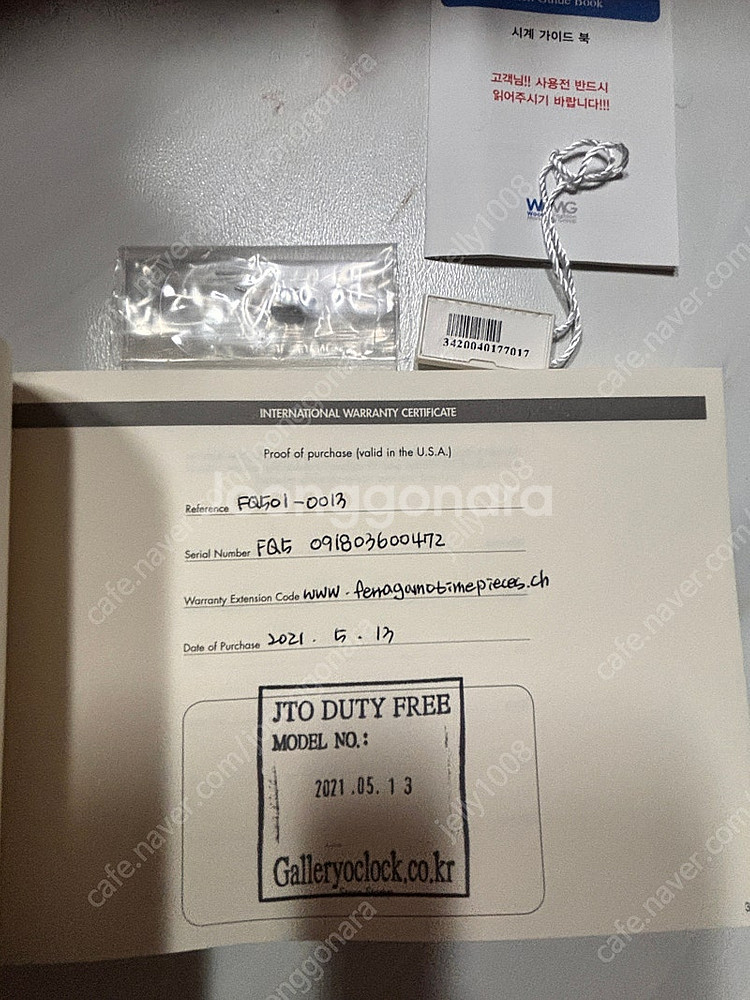 Guide Book
시계 가이드 북
고객님!! 사용전 반드시
읽어주시기 바랍니다!!!
3420040177017
INTERNATIONAL WARRANTY CERTIFICATE
Proof of purchase (valid in the U.S.A.)
Reference FQ501-0013
Serial Number FQ5 091803600472
Warranty Extension Code www.ferragamotimepieces.ch
Date of Purchase 2021. 5. 13
JTO DUTY FREE
MODEL NO.:
2021.05.13
Galleryoclock.co.kr
3
Joonggonara
cafe.naver.com/joonggonara
jelly1008